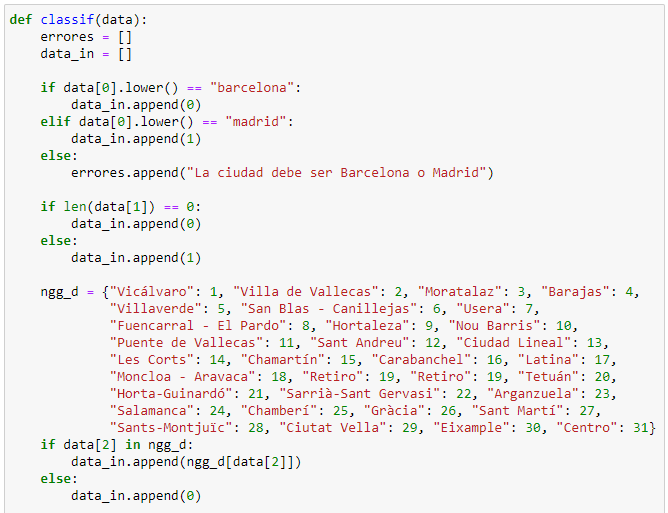 def classif(data):
    errores = []
    data_in = []
    if data[0].lower() == "barcelona":
        data_in.append(0)
    elif data[0].lower() == "madrid":
        data_in.append(1)
    else:
        errores.append("La ciudad debe ser Barcelona o Madrid")
    if len(data[1]) == 0:
        data_in.append(0)
    else:
        data_in.append(1)
    ngg_d = {"Vicálvaro": 1, "Villa de Vallecas": 2, "Moratalaz": 3, "Barajas": 4,
             "Villaverde": 5, "San Blas - Canillejas": 6, "Usera": 7,
             "Fuencarral - El Pardo": 8, "Hortaleza": 9, "Nou Barris": 10,
             "Puente de Vallecas": 11, "Sant Andreu": 12, "Ciudad Lineal": 13,
             "Les Corts": 14, "Chamartín": 15, "Carabanchel": 16, "Latina": 17,
             "Moncloa - Aravaca": 18, "Retiro": 19, "Retiro": 19, "Tetuán": 20,
             "Horta-Guinardó": 21, "Sarrià-Sant Gervasi": 22, "Arganzuela": 23,
             "Salamanca": 24, "Chamberí": 25, "Gràcia": 26, "Sant Martí": 27,
             "Sants-Montjuïc": 28, "Ciutat Vella": 29, "Eixample": 30, "Centro": 31}
    if data[2] in ngg_d:
        data_in.append(ngg_d[data[2]])
    else:
        data_in.append(0)